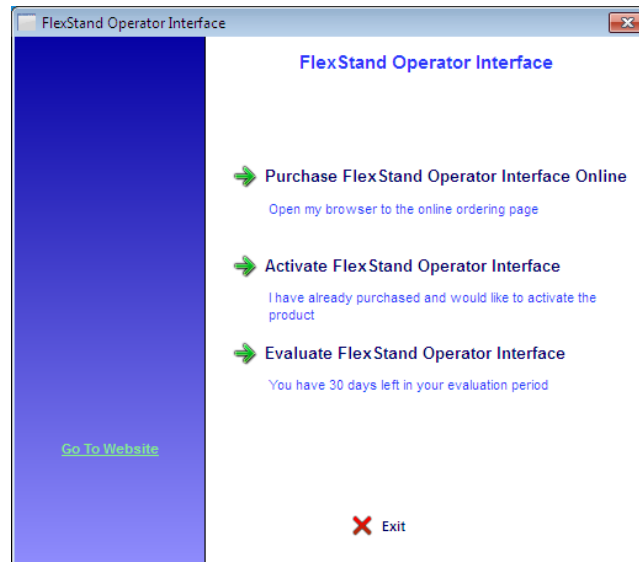 FlexStand Operator Interface
FlexStand Operator Interface
Purchase FlexStand Operator Interface Online
Open my browser to the online ordering page
Activate FlexStand Operator Interface
I have already purchased and would like to activate the
product
Evaluate FlexStand Operator Interface
You have 30 days left in your evaluation period
Go To Website
Exit